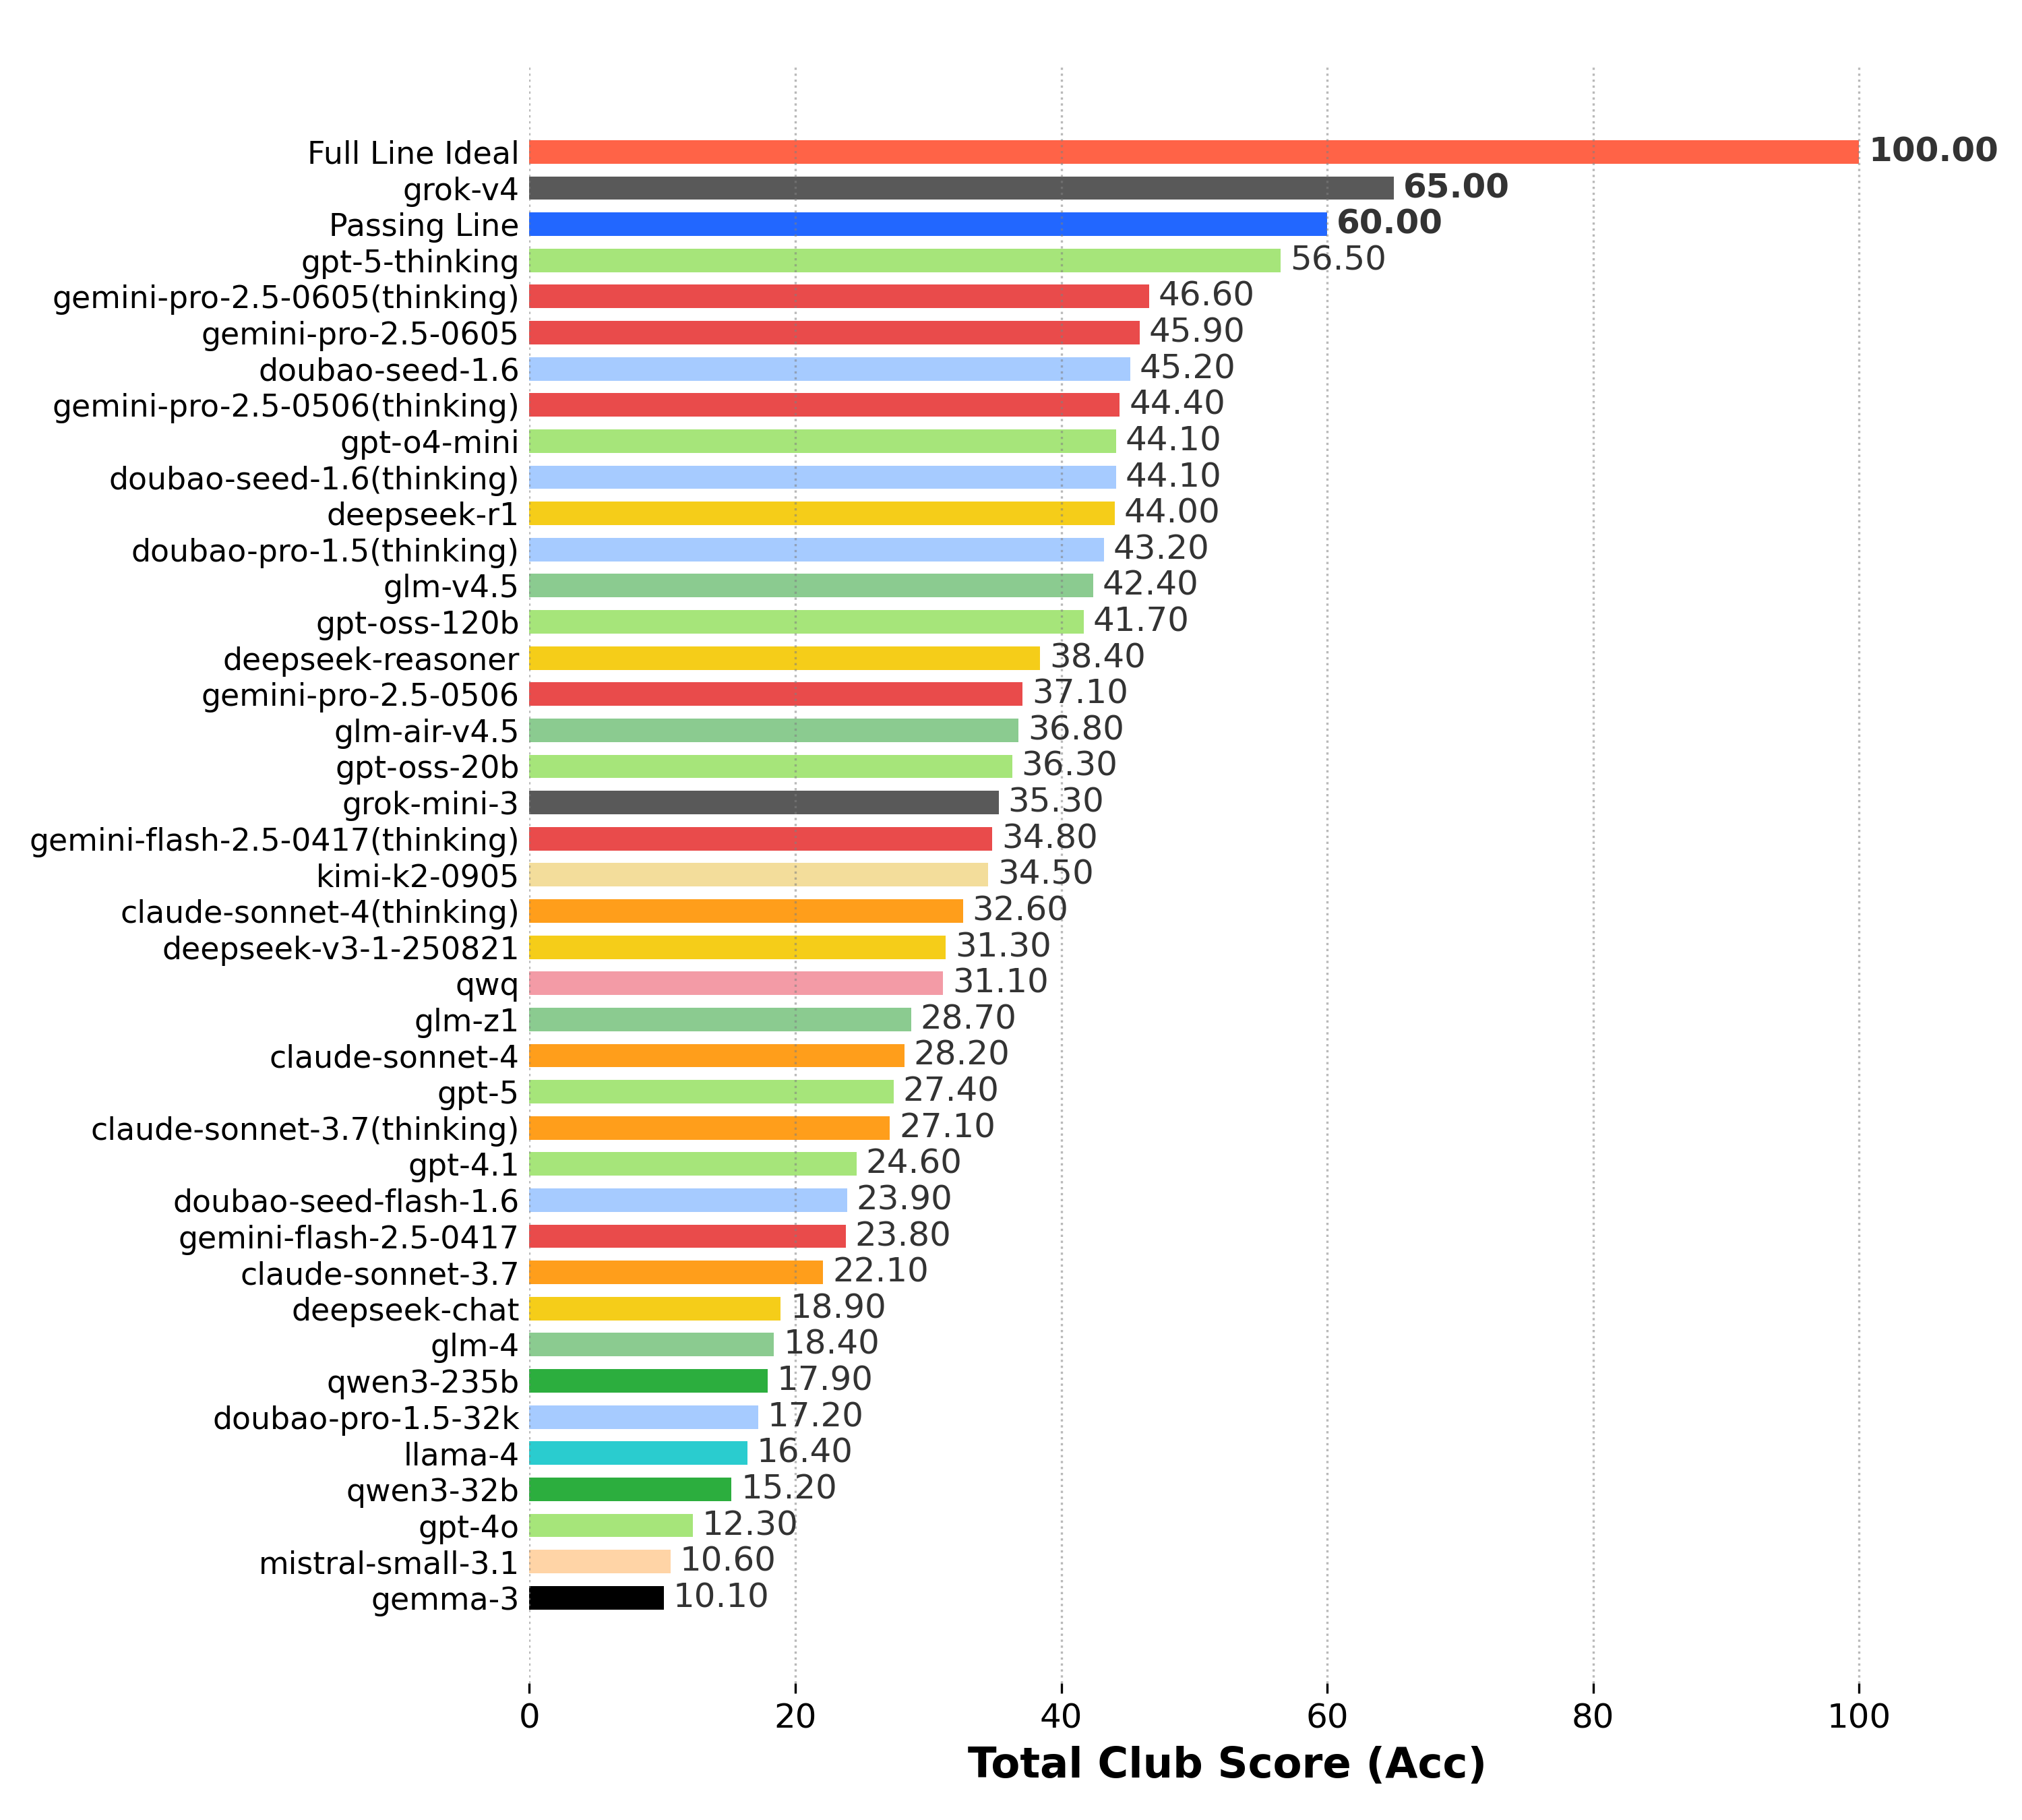 Full Line Ideal 100.00
grok-v4 65.00
Passing Line 60.00
gpt-5-thinking 56.50
gemini-pro-2.5-0605(thinking) 46.60
gemini-pro-2.5-0605 45.90
doubao-seed-1.6 45.20
gemini-pro-2.5-0506(thinking) 44.40
gpt-o4-mini 44.10
doubao-seed-1.6(thinking) 44.10
deepseek-r1 44.00
doubao-pro-1.5(thinking) 43.20
glm-v4.5 42.40
gpt-oss-120b 41.70
deepseek-reasoner 38.40
gemini-pro-2.5-0506 37.10
glm-air-v4.5 36.80
gpt-oss-20b 36.30
grok-mini-3 35.30
gemini-flash-2.5-0417(thinking) 34.80
kimi-k2-0905 34.50
claude-sonnet-4(thinking) 32.60
deepseek-v3-1-250821 31.30
qwq 31.10
glm-z1 28.70
claude-sonnet-4 28.20
gpt-5 27.40
claude-sonnet-3.7(thinking) 27.10
gpt-4.1 24.60
doubao-seed-flash-1.6 23.90
gemini-flash-2.5-0417 23.80
claude-sonnet-3.7 22.10
deepseek-chat 18.90
glm-4 18.40
qwen3-235b 17.90
doubao-pro-1.5-32k 17.20
llama-4 16.40
qwen3-32b 15.20
gpt-4o 12.30
mistral-small-3.1 10.60
gemma-3 10.10
0 20 40 60 80 100
Total Club Score (Acc)